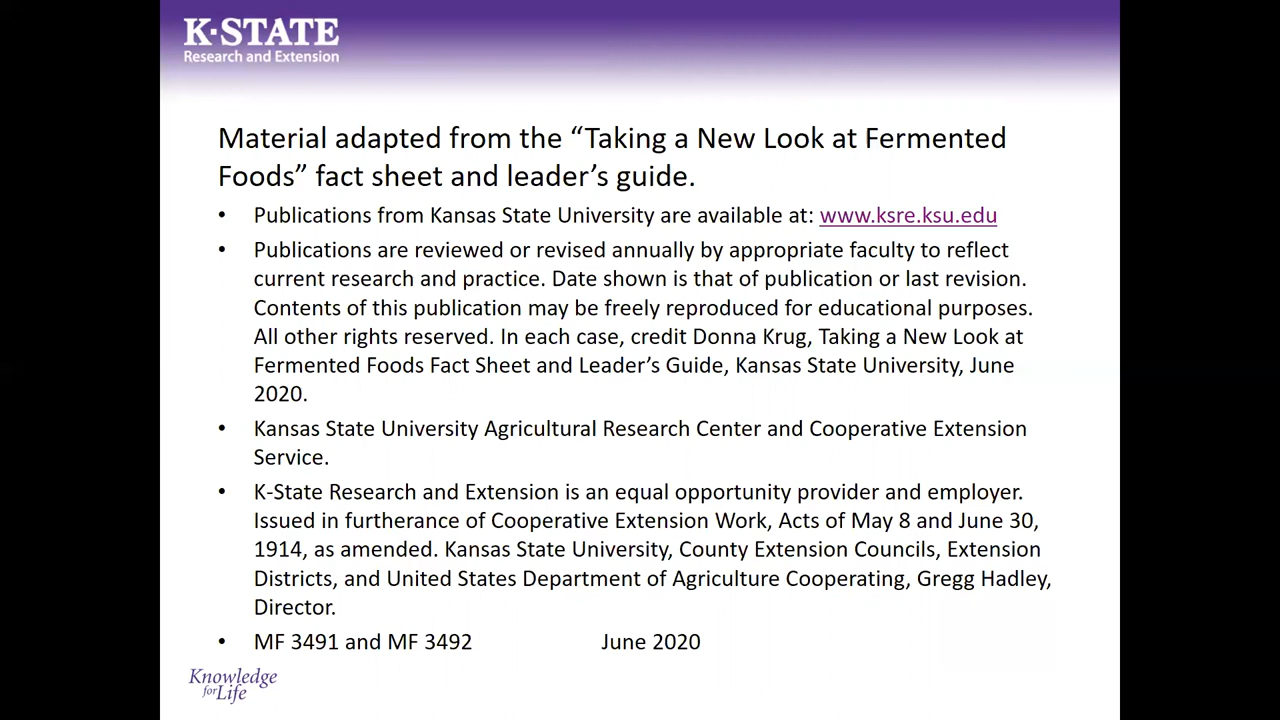 K-STATE
Research and Extension
Material adapted from the “Taking a New Look at Fermented
Foods” fact sheet and leader’s guide.
• Publications from Kansas State University are available at: www.ksre.ksu.edu
• Publications are reviewed or revised annually by appropriate faculty to reflect
current research and practice. Date shown is that of publication or last revision.
Contents of this publication may be freely reproduced for educational purposes.
All other rights reserved. In each case, credit Donna Krug, Taking a New Look at
Fermented Foods Fact Sheet and Leader’s Guide, Kansas State University, June
2020.
• Kansas State University Agricultural Research Center and Cooperative Extension
Service.
• K-State Research and Extension is an equal opportunity provider and employer.
Issued in furtherance of Cooperative Extension Work, Acts of May 8 and June 30,
1914, as amended. Kansas State University, County Extension Councils, Extension
Districts, and United States Department of Agriculture Cooperating, Gregg Hadley,
Director.
• MF 3491 and MF 3492 June 2020
Knowledge
for Life